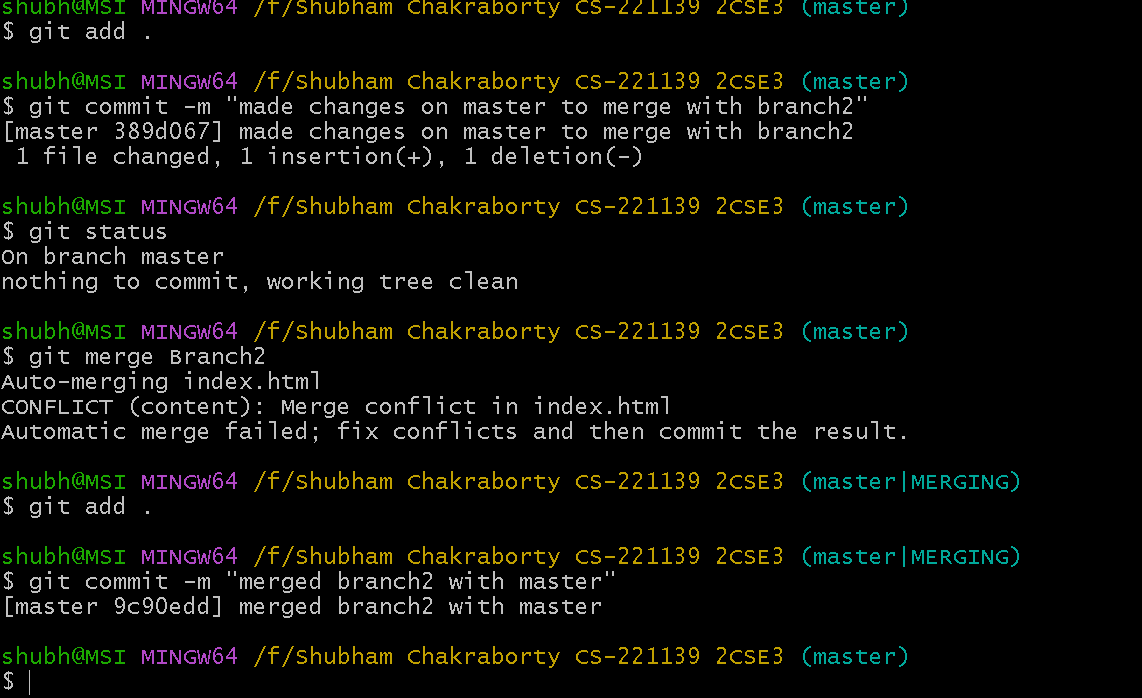 shubh@MSI MINGW64 /f/Shubham Chakraborty CS-221139 2CSE3 (master)
$ git add .
shubh@MSI MINGW64 /f/Shubham Chakraborty CS-221139 2CSE3 (master)
$ git commit -m "made changes on master to merge with branch2"
[master 389d067] made changes on master to merge with branch2
 1 file changed, 1 insertion(+), 1 deletion(-)
shubh@MSI MINGW64 /f/Shubham Chakraborty CS-221139 2CSE3 (master)
$ git status
On branch master
nothing to commit, working tree clean
shubh@MSI MINGW64 /f/Shubham Chakraborty CS-221139 2CSE3 (master)
$ git merge Branch2
Auto-merging index.html
CONFLICT (content): Merge conflict in index.html
Automatic merge failed; fix conflicts and then commit the result.
shubh@MSI MINGW64 /f/Shubham Chakraborty CS-221139 2CSE3 (master|MERGING)
$ git add .
shubh@MSI MINGW64 /f/Shubham Chakraborty CS-221139 2CSE3 (master|MERGING)
$ git commit -m "merged branch2 with master"
[master 9c90edd] merged branch2 with master
shubh@MSI MINGW64 /f/Shubham Chakraborty CS-221139 2CSE3 (master)
$